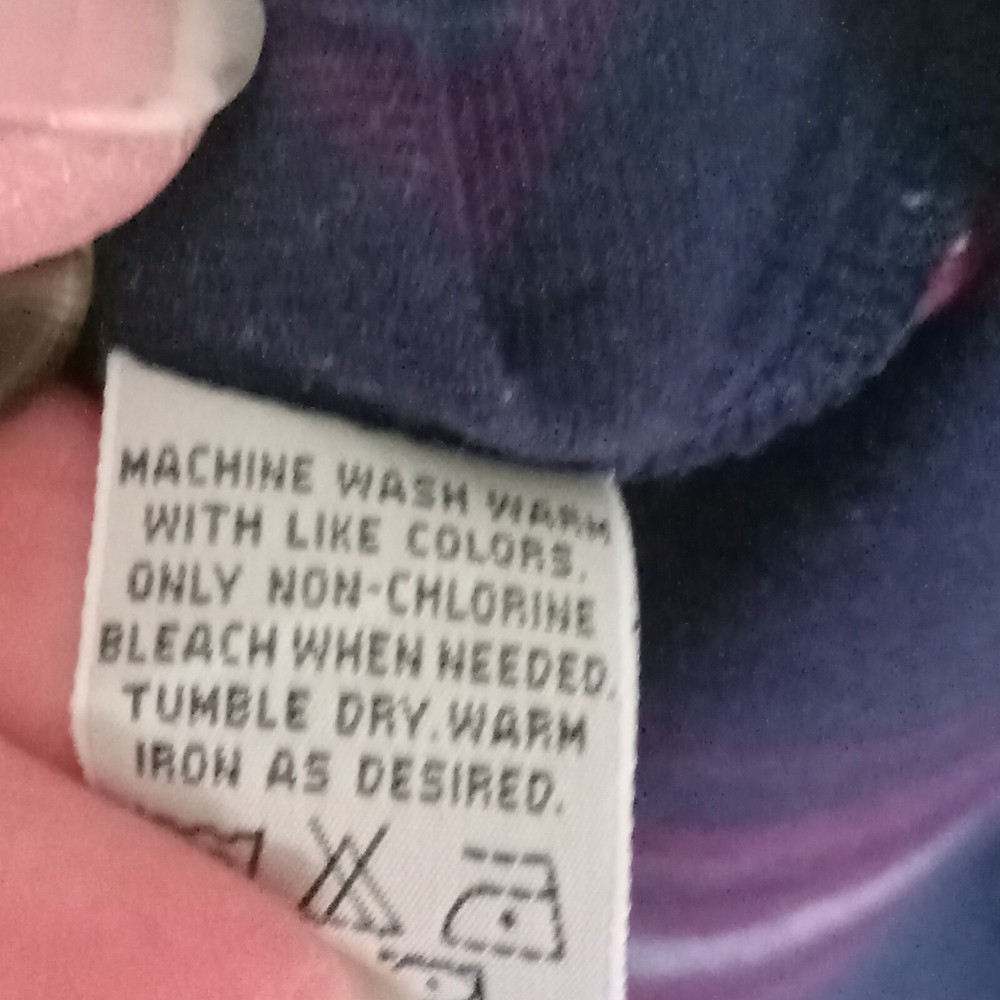 MACHINE WASH WARM
WITH LIKE COLORS.
ONLY NON-CHLORINE
BLEACH WHEN NEEDED.
TUMBLE DRY.WARM
IRON AS DESIRED.